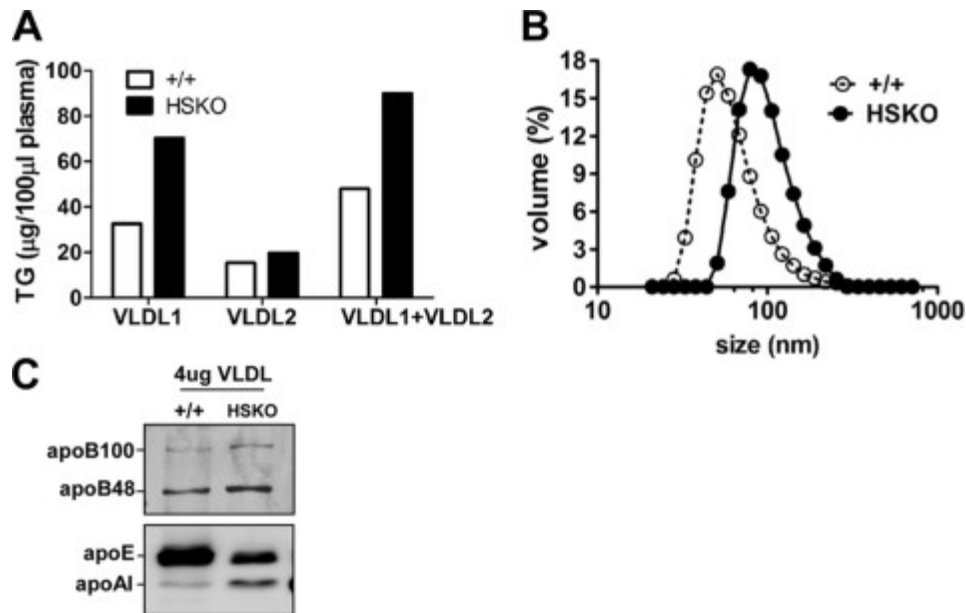 A
TG (μg/100μl plasma)
100
80
60
40
20
0
+/+
HSKO
VLDL1
VLDL2
VLDL1+VLDL2
B
volume (%)
18
15
12
9
6
3
0
+/+
HSKO
10
100
1000
size (nm)
C
4ug VLDL
+/+ HSKO
apoB100
apoB48
apoE
apoAI